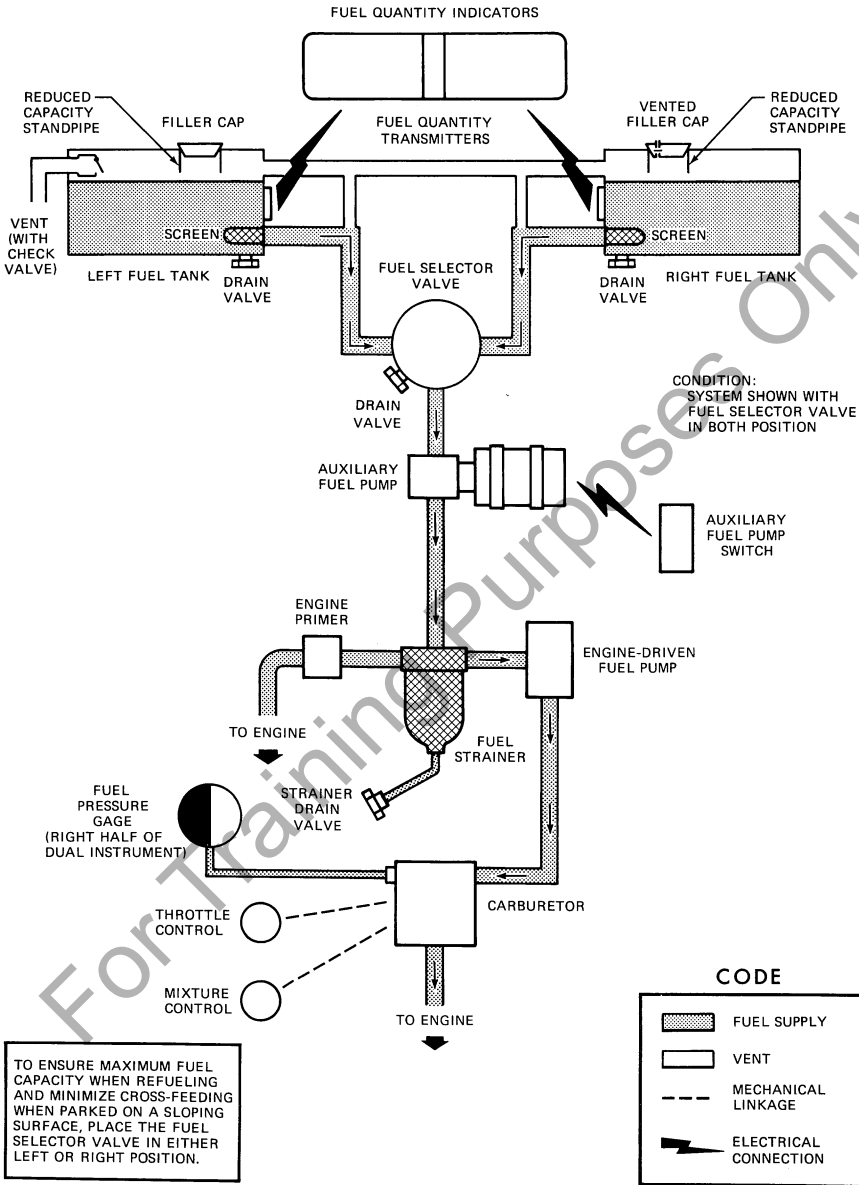 FUEL QUANTITY INDICATORS
REDUCED
CAPACITY
STANDPIPE
FILLER CAP
FUEL QUANTITY
TRANSMITTERS
VENTED
FILLER CAP
REDUCED
CAPACITY
STANDPIPE
VENT
(WITH
CHECK
VALVE)
SCREEN
SCREEN
LEFT FUEL TANK
DRAIN
VALVE
FUEL SELECTOR
VALVE
DRAIN
VALVE
RIGHT FUEL TANK
DRAIN
VALVE
CONDITION:
SYSTEM SHOWN WITH
FUEL SELECTOR VALVE
IN BOTH POSITION
AUXILIARY
FUEL PUMP
AUXILIARY
FUEL PUMP
SWITCH
ENGINE
PRIMER
ENGINE-DRIVEN
FUEL PUMP
TO ENGINE
FUEL
STRAINER
STRAINER
DRAIN
VALVE
FUEL
PRESSURE
GAGE
(RIGHT HALF OF
DUAL INSTRUMENT)
CARBURETOR
THROTTLE
CONTROL
MIXTURE
CONTROL
TO ENGINE
TO ENSURE MAXIMUM FUEL
CAPACITY WHEN REFUELING
AND MINIMIZE CROSS-FEEDING
WHEN PARKED ON A SLOPING
SURFACE, PLACE THE FUEL
SELECTOR VALVE IN EITHER
LEFT OR RIGHT POSITION.
CODE
FUEL SUPPLY
VENT
MECHANICAL
LINKAGE
ELECTRICAL
CONNECTION
For Training Purposes Only